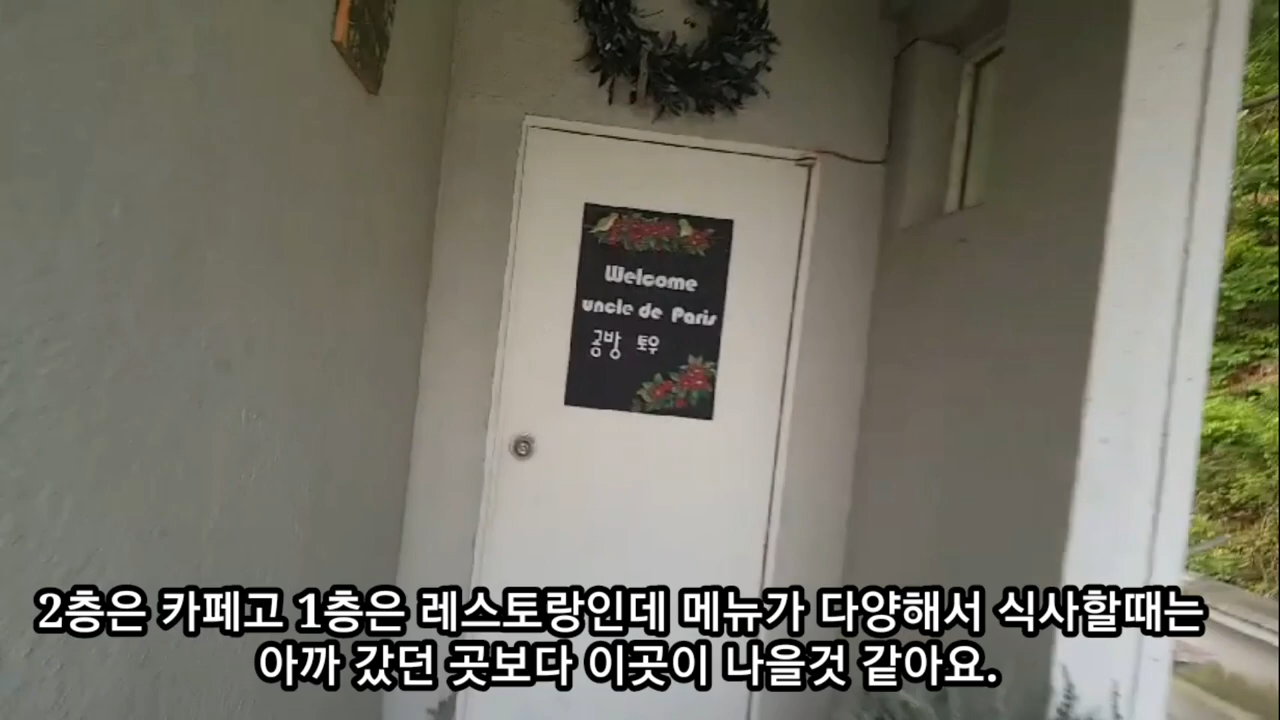 Welcome
uncle de Paris
공방 토우
2층은 카페고 1층은 레스토랑인데 메뉴가 다양해서 식사할때는
아까 갔던 곳보다 이곳이 나을것 같아요.